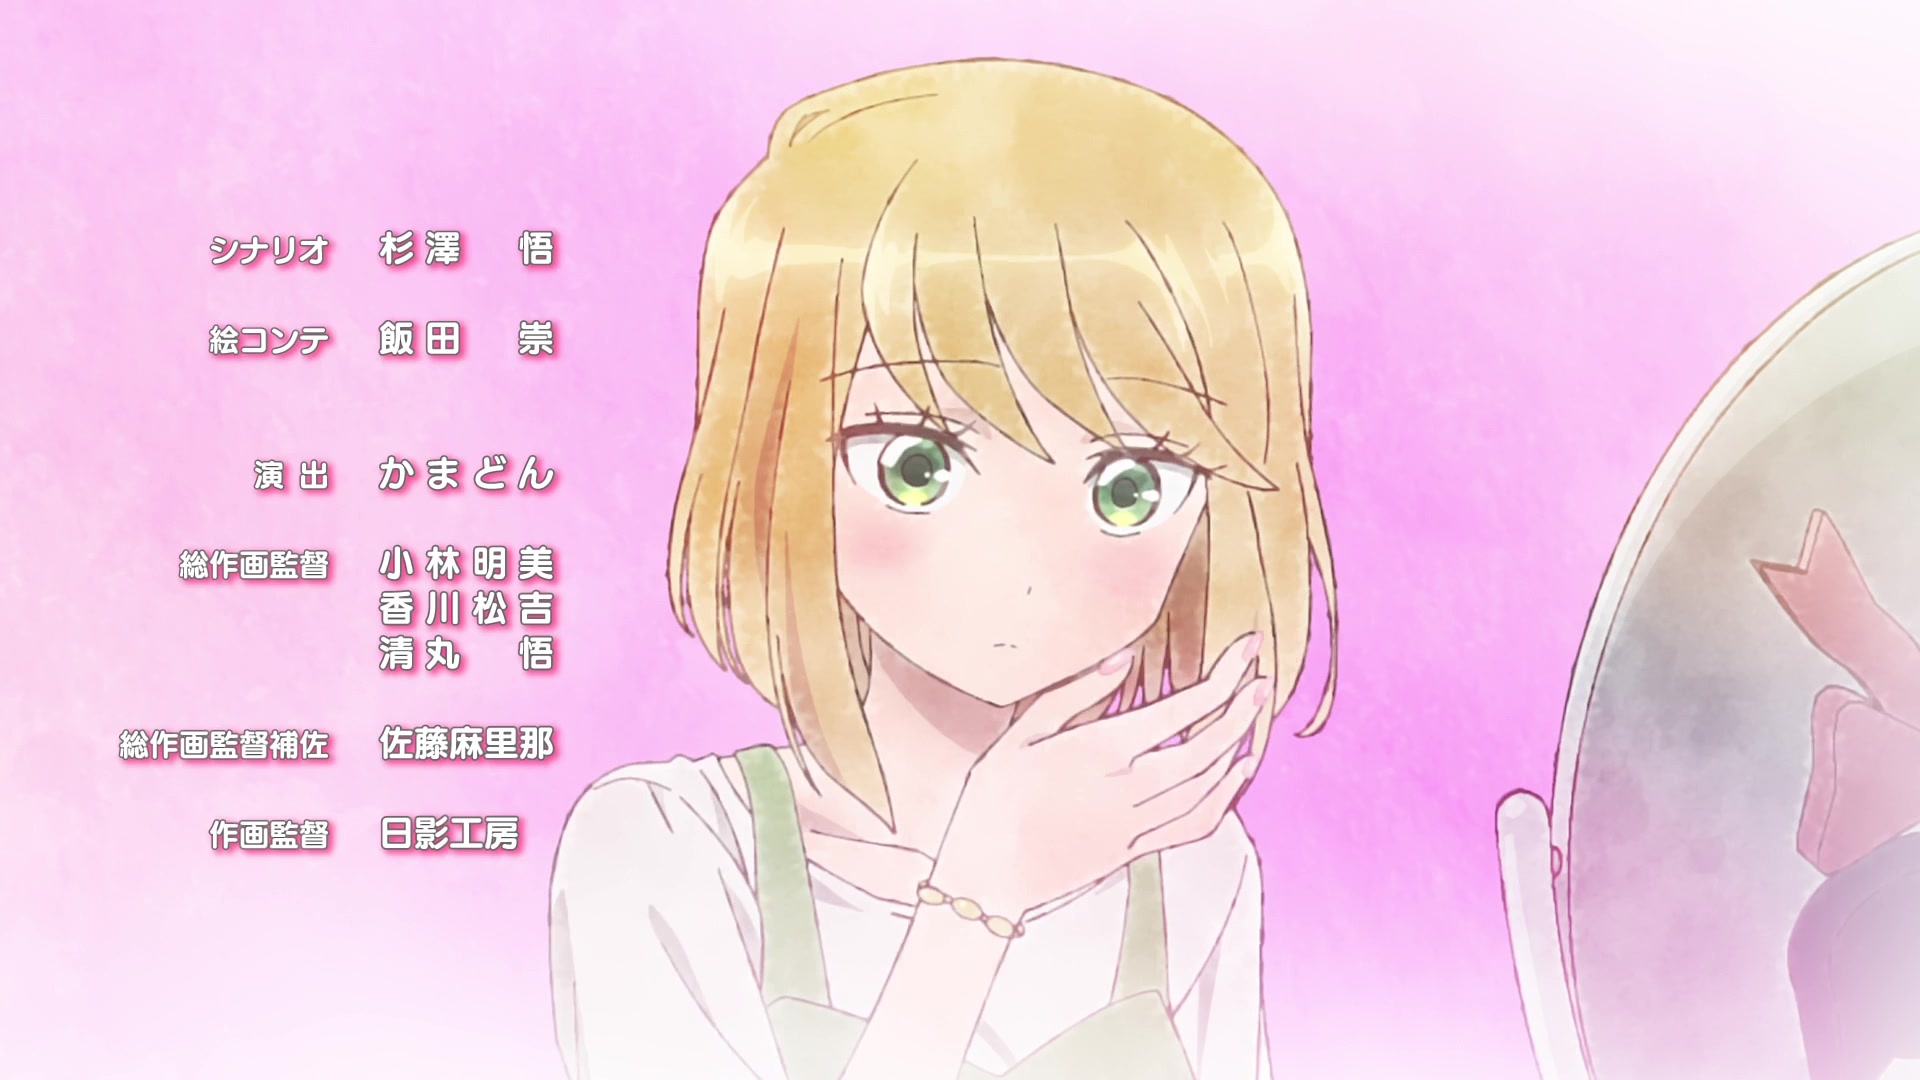 シナリオ 杉澤 悟
絵コンテ 飯田 崇
演出 かまどん
総作画監督 小林明美
香川松吉
清丸 悟
総作画監督補佐 佐藤麻里那
作画監督 日影工房